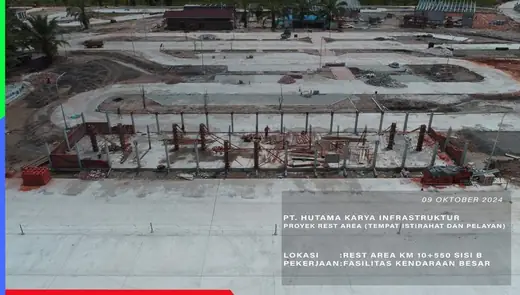 09 OKTOBER 2024
PT. HUTAMA KARYA INFRASTRUKTUR
PROYEK REST AREA (TEMPAT ISTIRAHAT DAN PELAYAN)
LOKASI :REST AREA KM 10+550 SISI B
PEKERJAAN:FASILITAS KENDARAAN BESAR